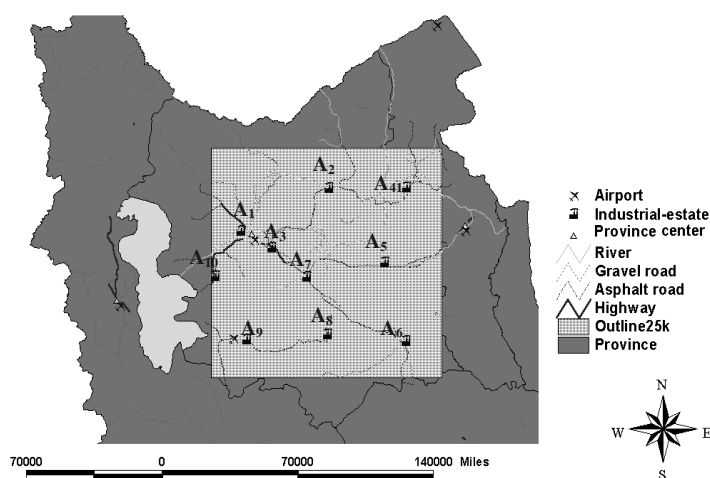 A2
A41
A1
A3
A5
A10
A7
A9
A8
A6
Airport
Industrial-estate
Province center
River
Gravel road
Asphalt road
Highway
Outline25k
Province
N
W E
S
70000 0 70000 140000 Miles